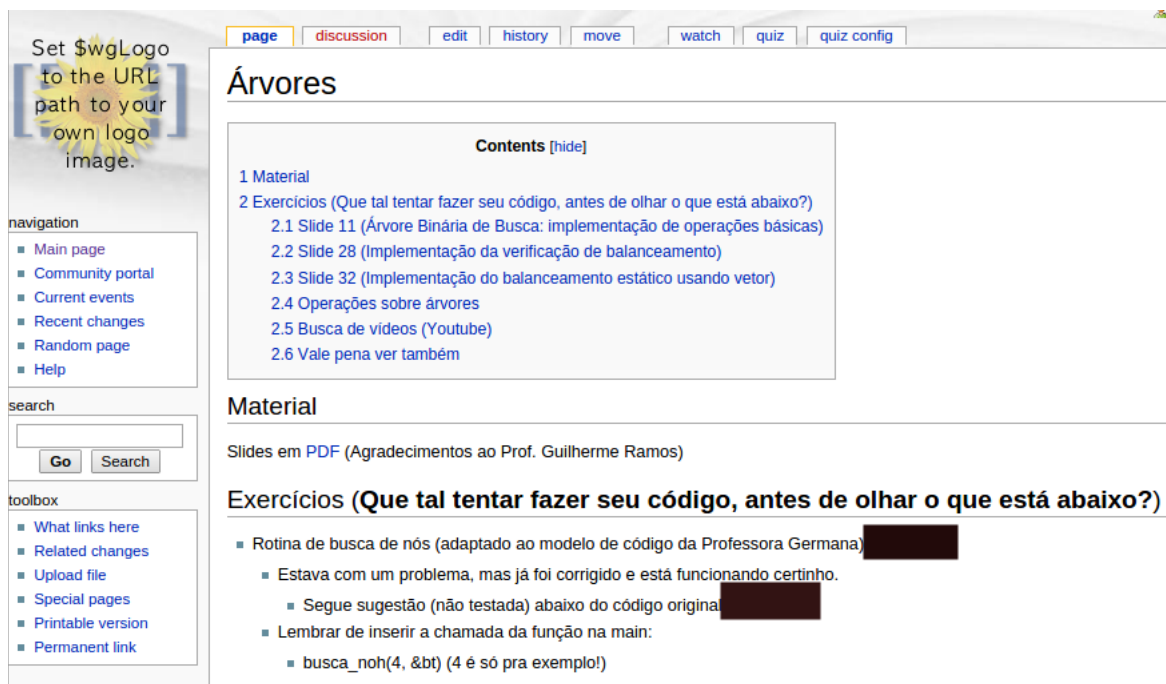 Set $wgLogo
to the URL
path to your
own logo
image.
page discussion edit history move watch quiz quiz config
Árvores
Contents [hide]
1 Material
2 Exercícios (Que tal tentar fazer seu código, antes de olhar o que está abaixo?)
2.1 Slide 11 (Árvore Binária de Busca: implementação de operações básicas)
2.2 Slide 28 (Implementação da verificação de balanceamento)
2.3 Slide 32 (Implementação do balanceamento estático usando vetor)
2.4 Operações sobre árvores
2.5 Busca de vídeos (Youtube)
2.6 Vale pena ver também
navigation
Main page
Community portal
Current events
Recent changes
Random page
Help
search
Go Search
toolbox
What links here
Related changes
Upload file
Special pages
Printable version
Permanent link
Material
Slides em PDF (Agradecimentos ao Prof. Guilherme Ramos)
Exercícios (Que tal tentar fazer seu código, antes de olhar o que está abaixo?)
Rotina de busca de nós (adaptado ao modelo de código da Professora Germana)
Estava com um problema, mas já foi corrigido e está funcionando certinho.
Segue sugestão (não testada) abaixo do código original
Lembrar de inserir a chamada da função na main:
busca_noh(4, &bt) (4 é só pra exemplo!)